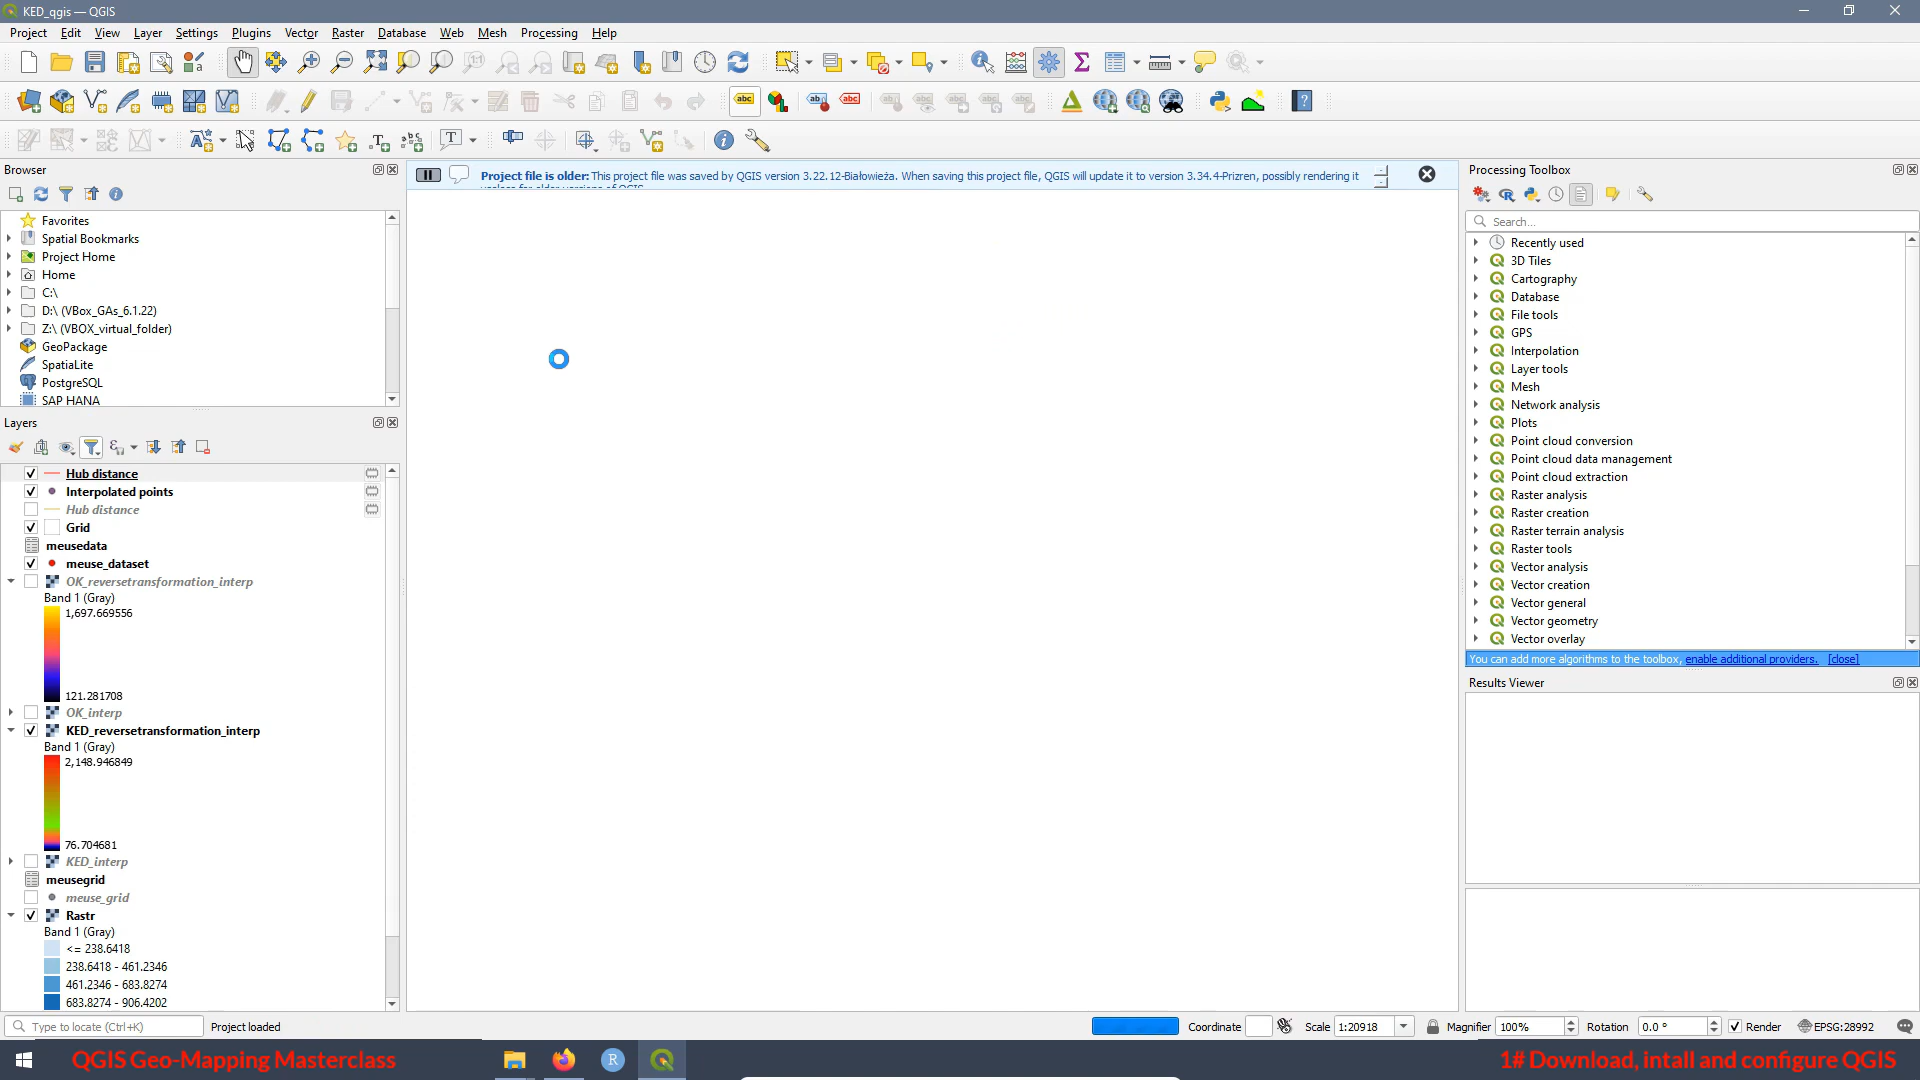 KED_qgis — QGIS
Project Edit View Layer Settings Plugins Vector Raster Database Web Mesh Processing Help
Browser
Favorites
Spatial Bookmarks
Project Home
Home
C:\
D:\ (VBox_GAs_6.1.22)
Z:\ (VBOX_virtual_folder)
GeoPackage
SpatiaLite
PostgreSQL
SAP HANA
Layers
Hub distance
Interpolated points
Hub distance
Grid
meusedata
meuse_dataset
OK_reversetransformation_interp
Band 1 (Gray)
1,697.669556
121.281708
OK_interp
KED_reversetransformation_interp
Band 1 (Gray)
2,148.946849
76.704681
KED_interp
meusegrid
meuse_grid
Rastr
Band 1 (Gray)
<= 238.6418
238.6418 - 461.2346
461.2346 - 683.8274
683.8274 - 906.4202
Project file is older: This project file was saved by QGIS version 3.22.12-Białowieża. When saving this project file, QGIS will update it to version 3.34.4-Prizren, possibly rendering it
useless for older versions of QGIS.
Processing Toolbox
Search...
Recently used
3D Tiles
Cartography
Database
File tools
GPS
Interpolation
Layer tools
Mesh
Network analysis
Plots
Point cloud conversion
Point cloud data management
Point cloud extraction
Raster analysis
Raster creation
Raster terrain analysis
Raster tools
Vector analysis
Vector creation
Vector general
Vector geometry
Vector overlay
You can add more algorithms to the toolbox, enable additional providers. [close]
Results Viewer
Type to locate (Ctrl+K) Project loaded Coordinate Scale 1:20918 Magnifier 100% Rotation 0.0 ° Render EPSG:28992
QGIS Geo-Mapping Masterclass
1# Download, intall and configure QGIS